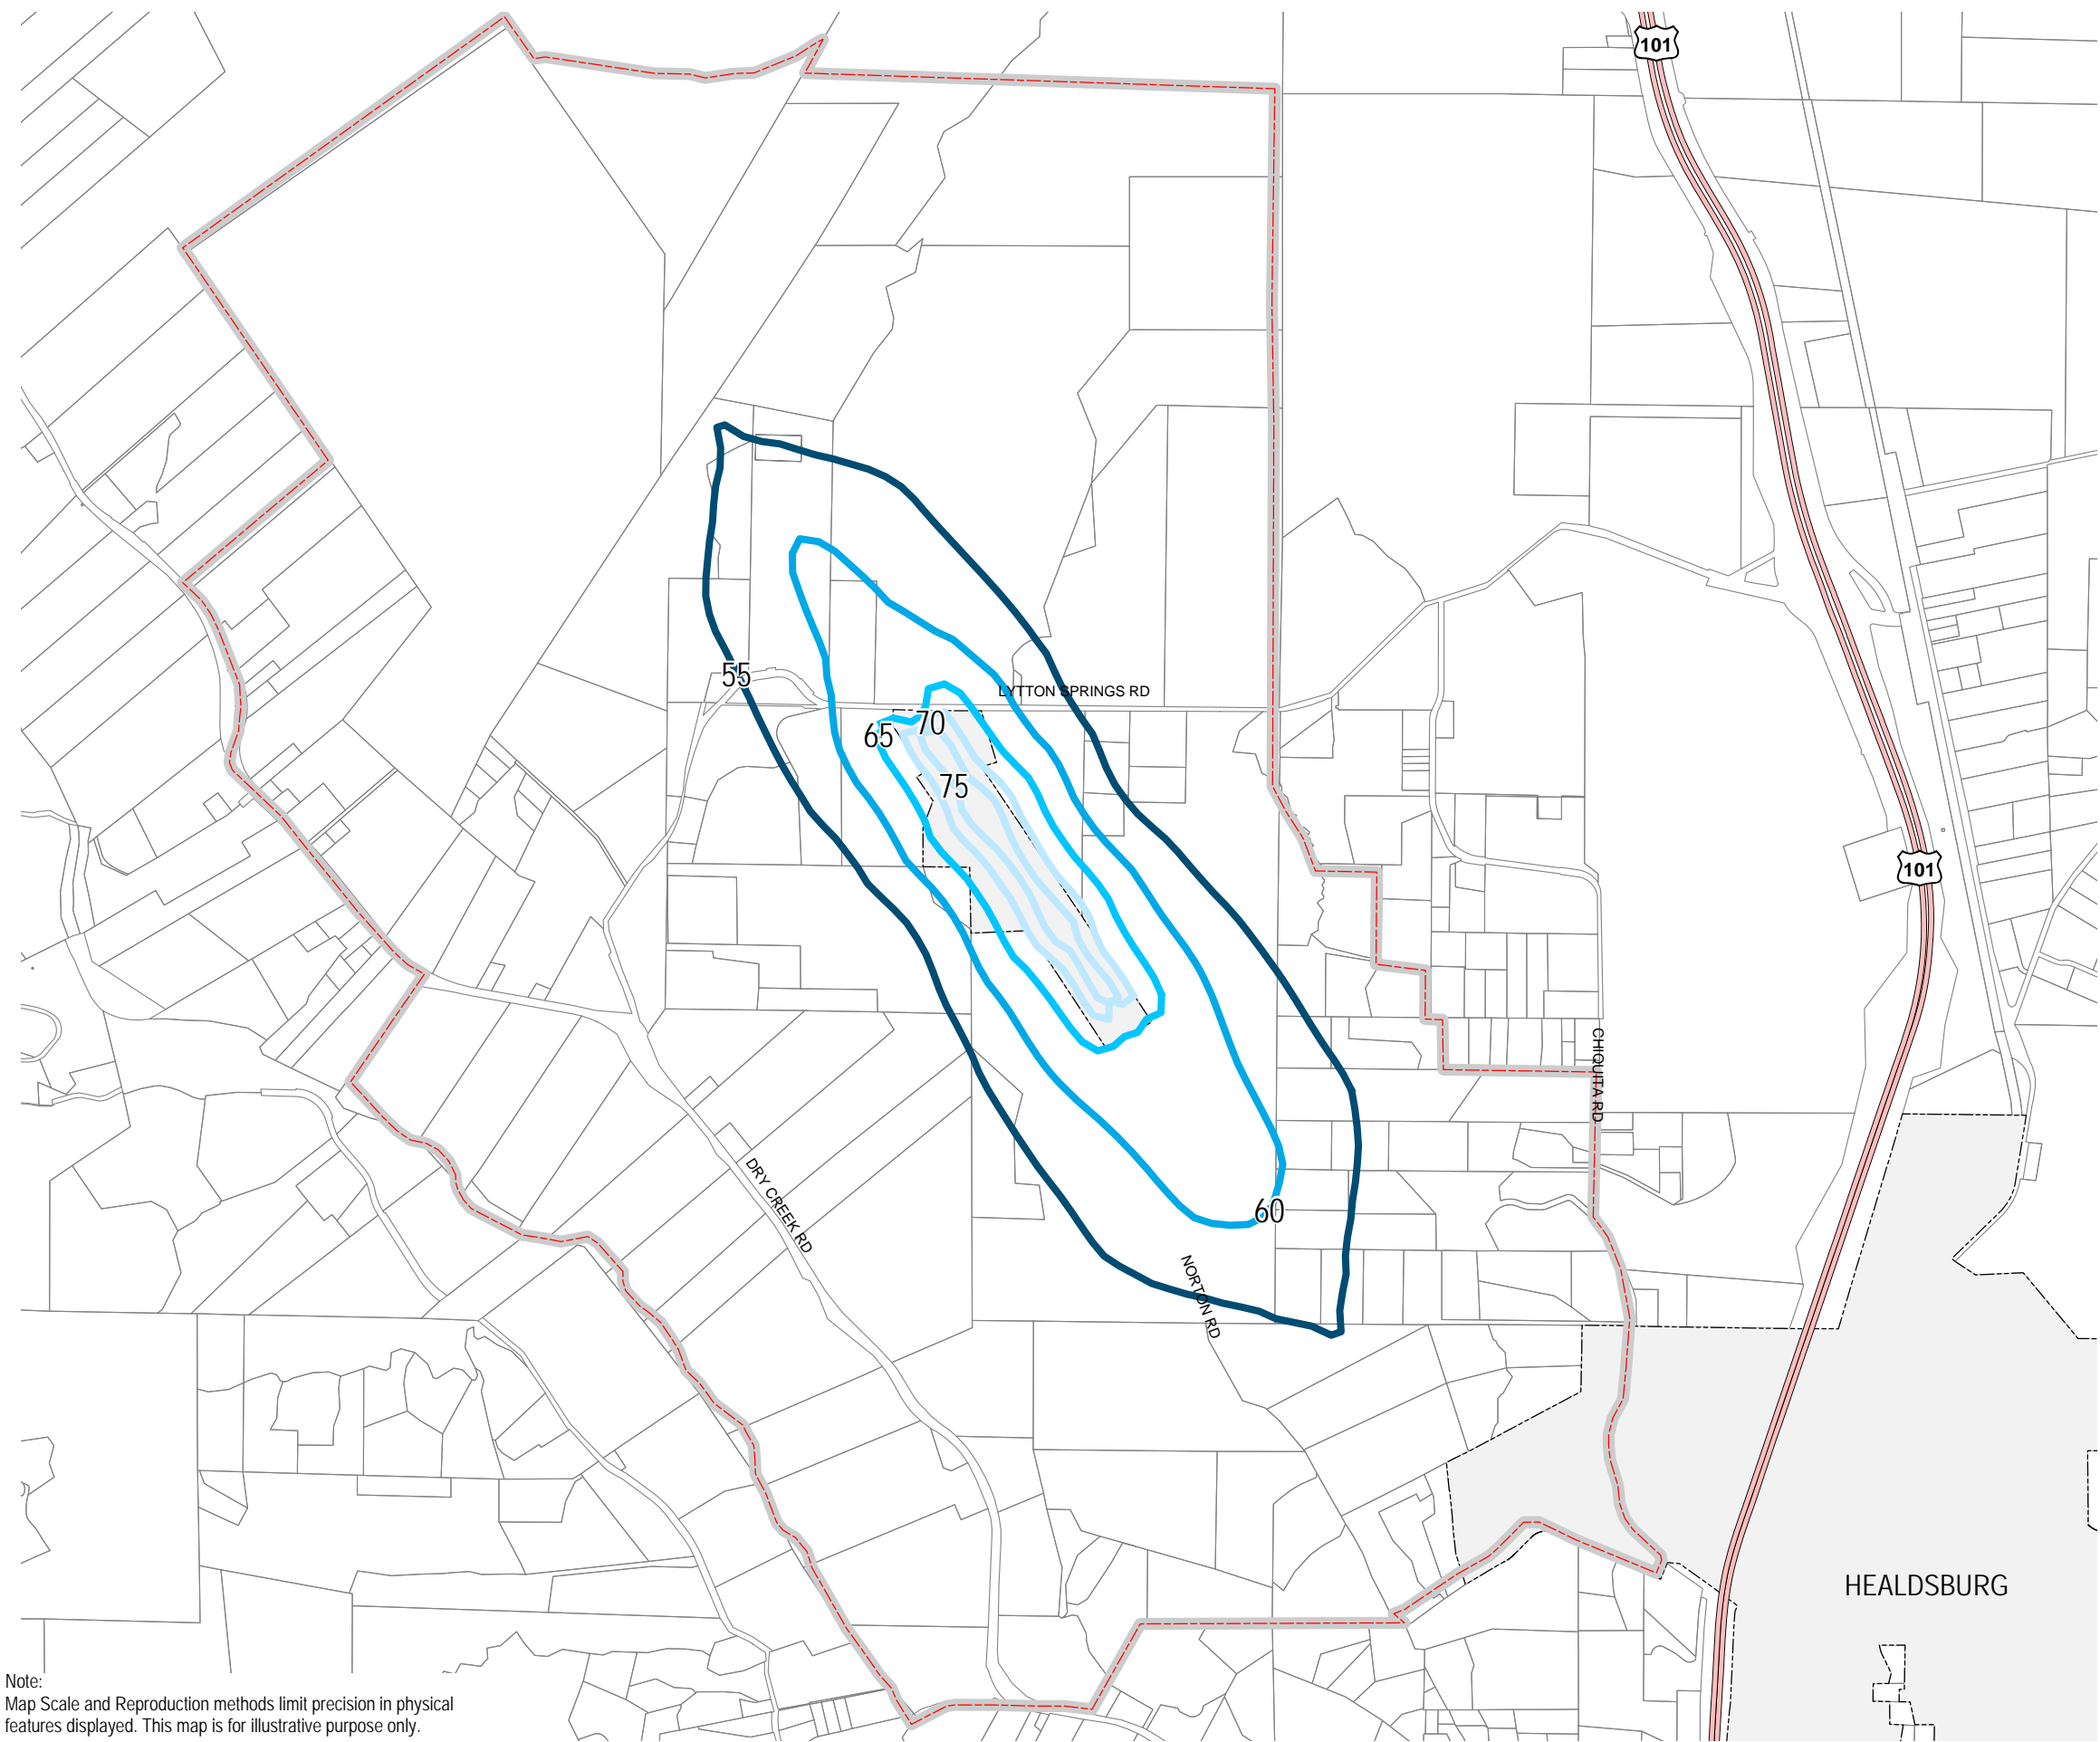 101
55
LYTTON SPRINGS RD
70
65
75
101
CHIQUITA RD
DRY CREEK RD
60
NORTON RD
HEALDSBURG
Note:
Map Scale and Reproduction methods limit precision in physical
features displayed. This map is for illustrative purpose only.